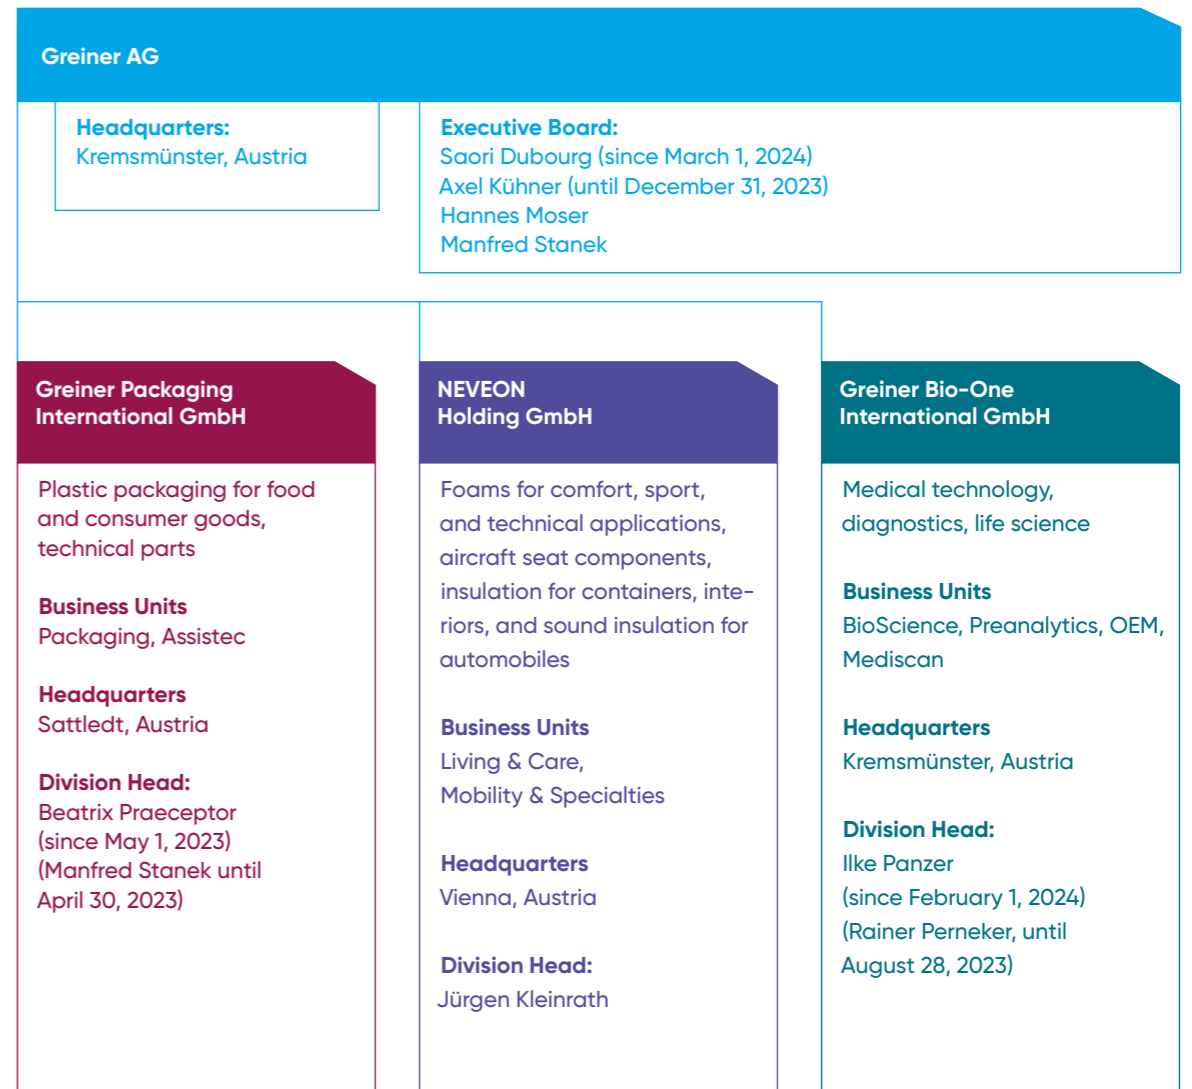 Greiner AG
Headquarters:
Kremsmünster, Austria
Executive Board:
Saori Dubourg (since March 1, 2024)
Axel Kühner (until December 31, 2023)
Hannes Moser
Manfred Stanek
Greiner Packaging
International GmbH
Plastic packaging for food
and consumer goods,
technical parts
Business Units
Packaging, Assistec
Headquarters
Sattledt, Austria
Division Head:
Beatrix Praeceptor
(since May 1, 2023)
(Manfred Stanek until
April 30, 2023)
NEVEON
Holding GmbH
Foams for comfort, sport,
and technical applications,
aircraft seat components,
insulation for containers, inte-
riors, and sound insulation for
automobiles
Business Units
Living & Care,
Mobility & Specialties
Headquarters
Vienna, Austria
Division Head:
Jürgen Kleinrath
Greiner Bio-One
International GmbH
Medical technology,
diagnostics, life science
Business Units
BioScience, Preanalytics, OEM,
Mediscan
Headquarters
Kremsmünster, Austria
Division Head:
Ilke Panzer
(since February 1, 2024)
(Rainer Perneker, until
August 28, 2023)